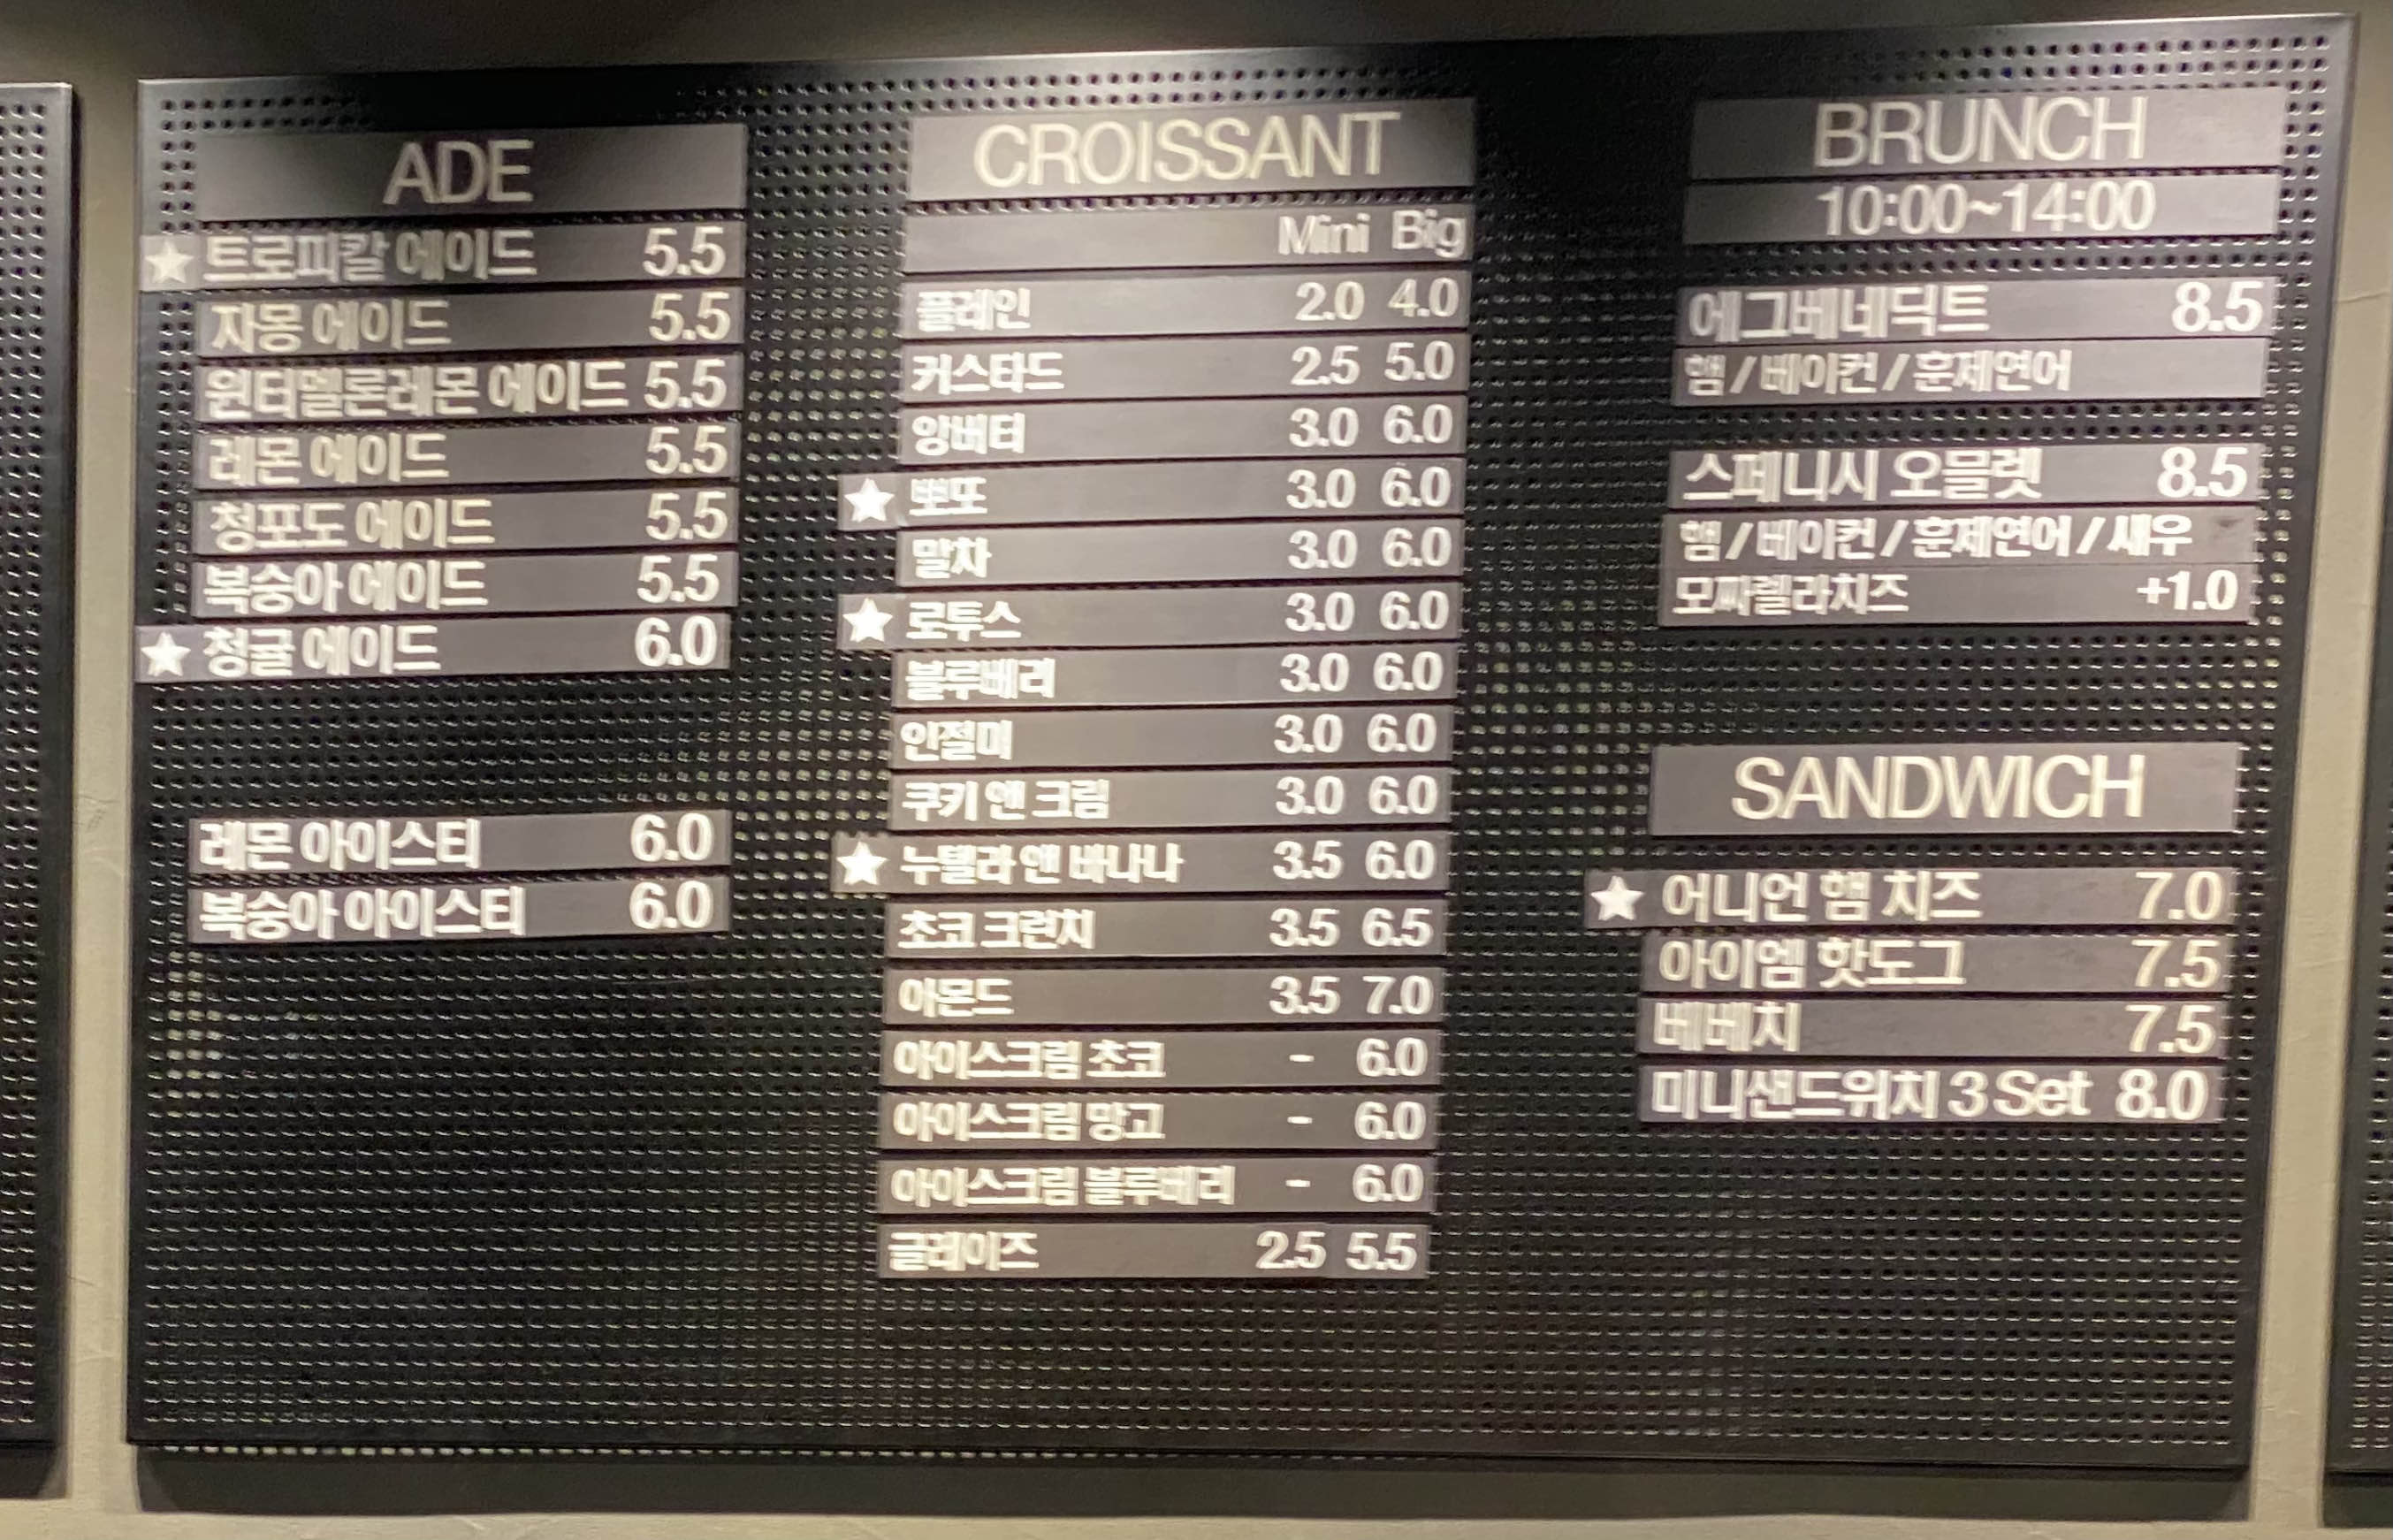 ADE
★ 트로피칼 에이드 5.5
자몽 에이드 5.5
윈터멜론레몬 에이드 5.5
레몬 에이드 5.5
청포도 에이드 5.5
복숭아 에이드 5.5
★ 청귤 에이드 6.0
레몬 아이스티 6.0
복숭아 아이스티 6.0
CROISSANT
Mini Big
플레인 2.0 4.0
커스타드 2.5 5.0
앙버터 3.0 6.0
★ 뽀또 3.0 6.0
말차 3.0 6.0
★ 로투스 3.0 6.0
블루베리 3.0 6.0
인절미 3.0 6.0
쿠키 앤 크림 3.0 6.0
★ 누텔라 앤 바나나 3.5 6.0
초코 크런치 3.5 6.5
아몬드 3.5 7.0
아이스크림 초코 - 6.0
아이스크림 망고 - 6.0
아이스크림 블루베리 - 6.0
글레이즈 2.5 5.5
BRUNCH
10:00~14:00
에그베네딕트 8.5
햄 / 베이컨 / 훈제연어
스페니시 오믈렛 8.5
햄 / 베이컨 / 훈제연어 / 새우
모짜렐라치즈 +1.0
SANDWICH
★ 어니언 햄 치즈 7.0
아이엠 핫도그 7.5
베베치 7.5
미니샌드위치 3 Set 8.0